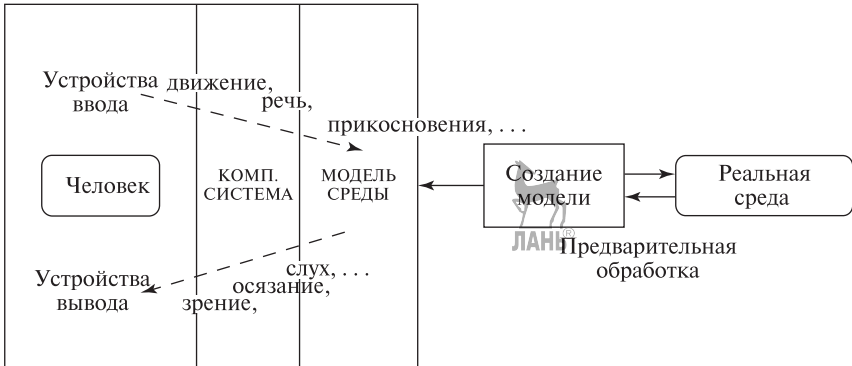 Устройства
ввода
движение,
речь,
прикосновения, . . .
Человек
КОМП.
СИСТЕМА
МОДЕЛЬ
СРЕДЫ
Создание
модели
Реальная
среда
ЛАНЬ®
Предварительная
обработка
Устройства
вывода
слух, . . .
осязание,
зрение,